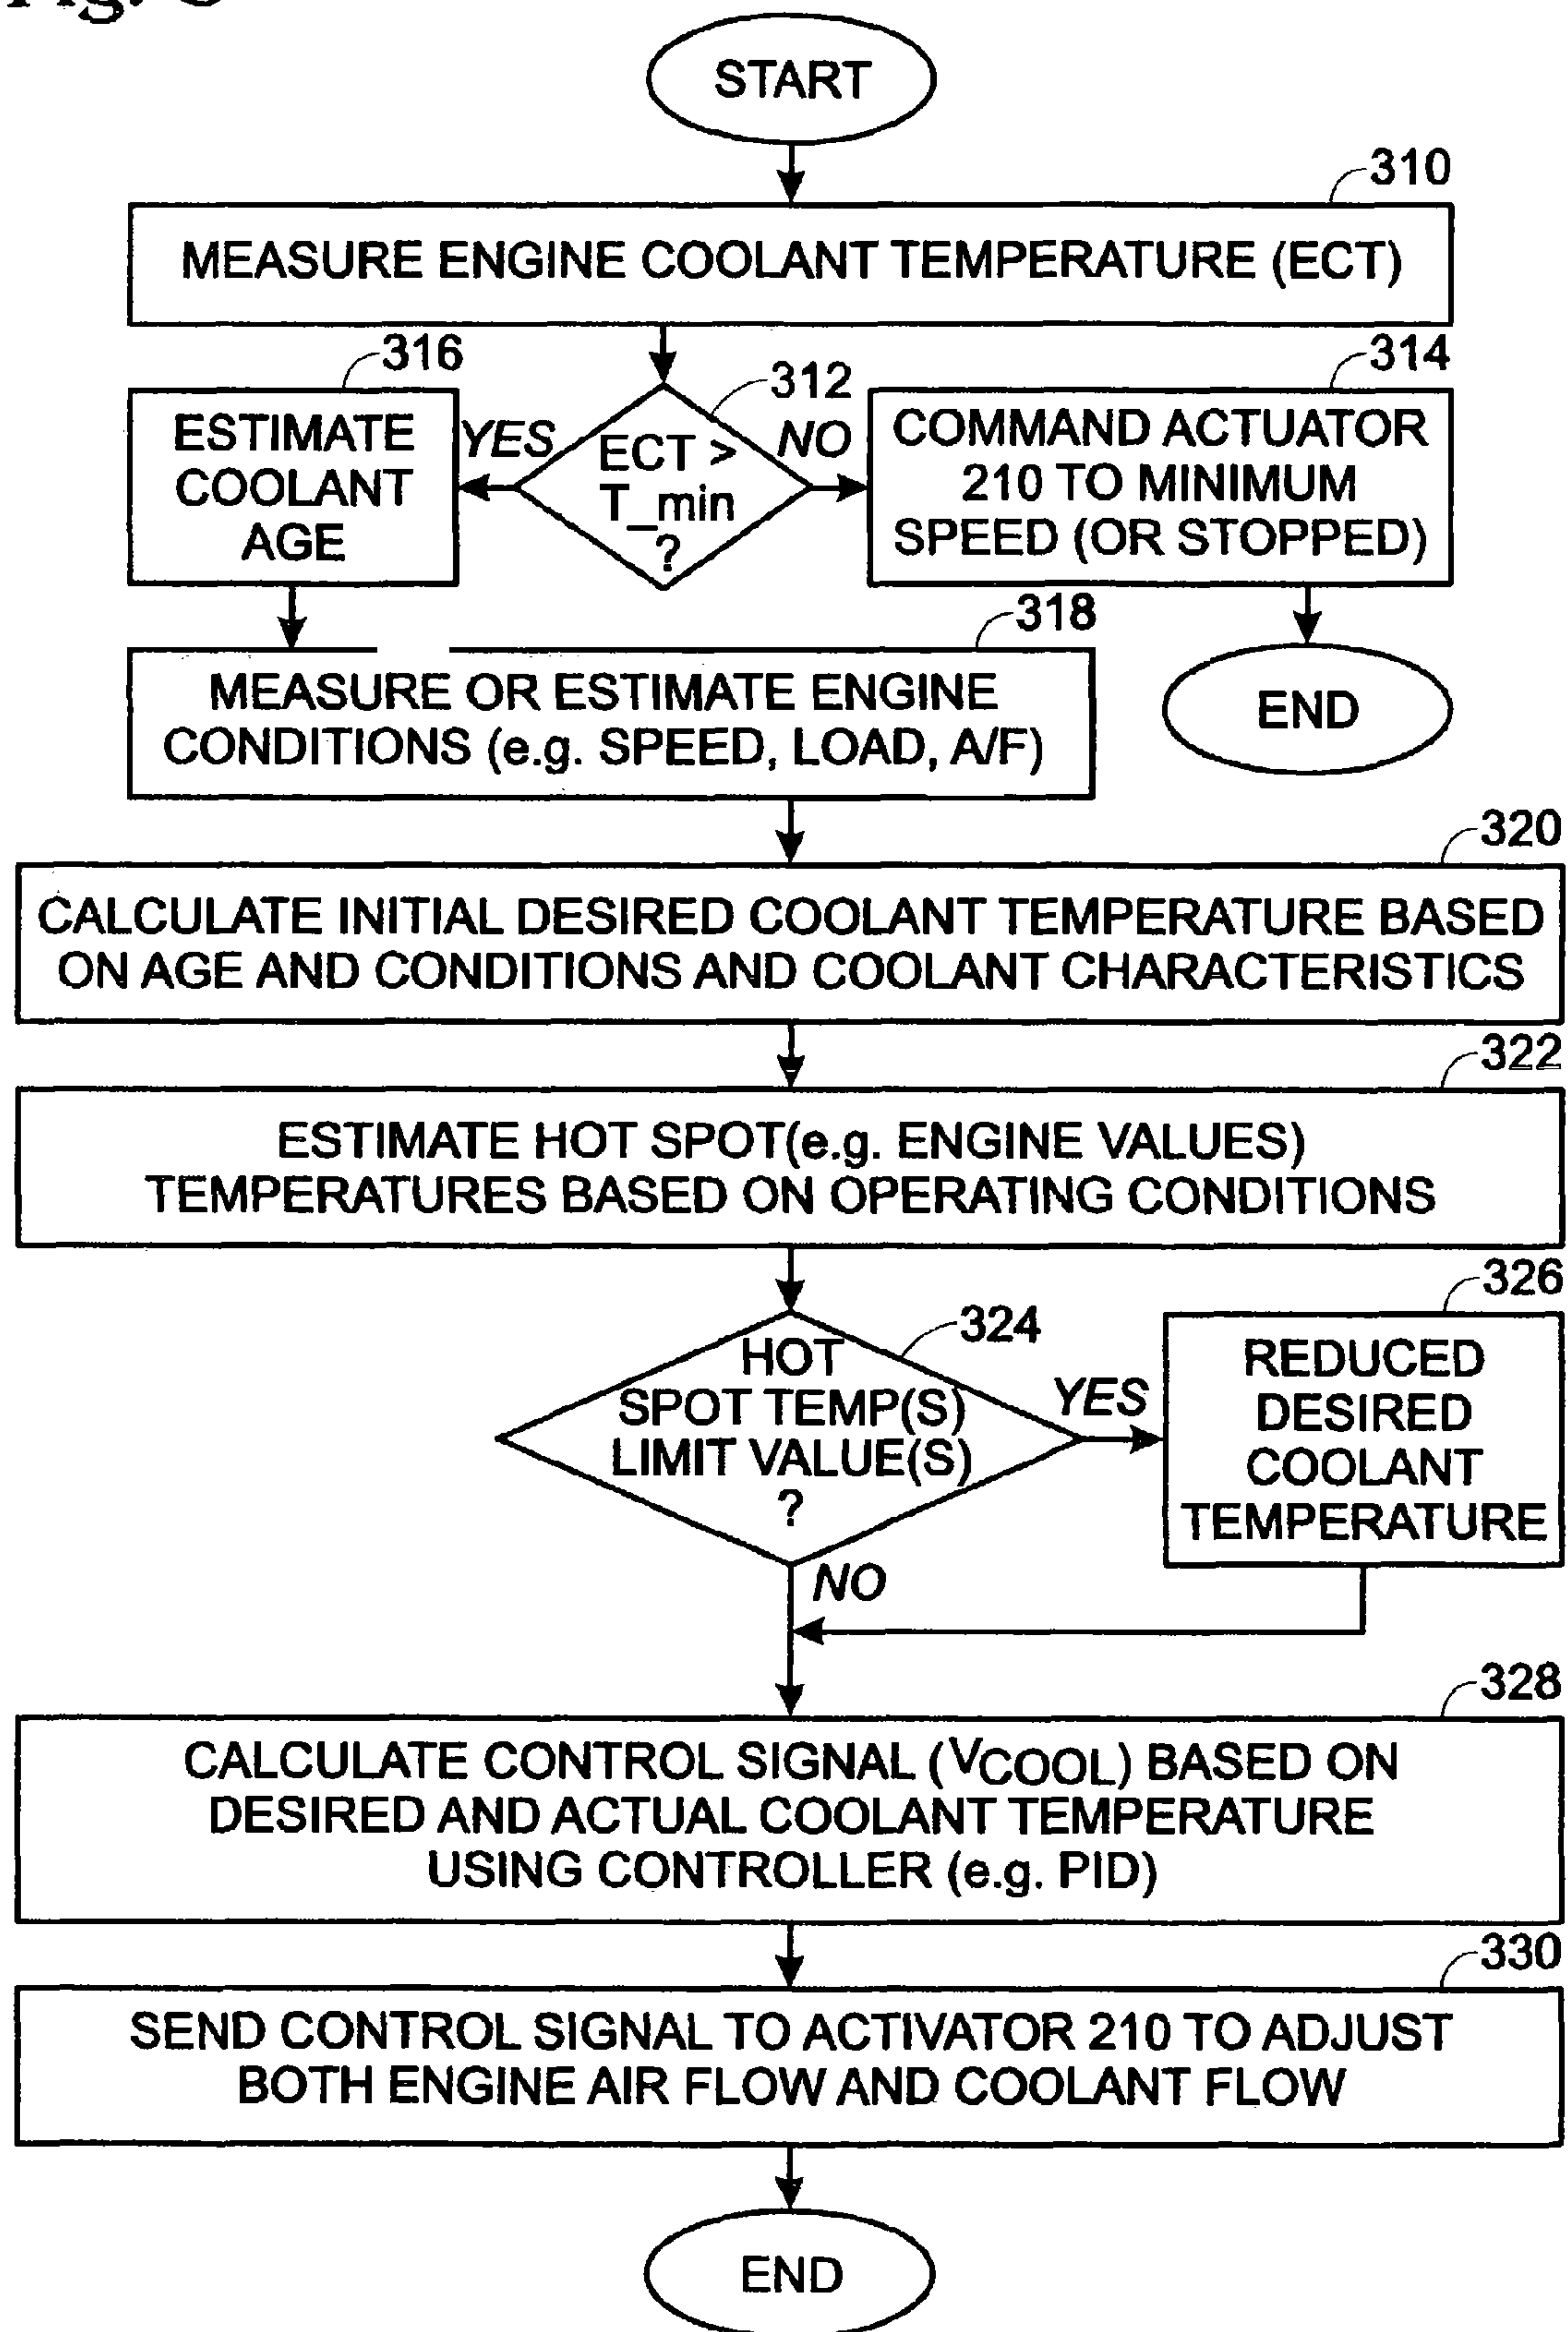 START
310
MEASURE ENGINE COOLANT TEMPERATURE (ECT)
316
ESTIMATE
COOLANT
AGE
YES
312
ECT >
T_min
?
NO
314
COMMAND ACTUATOR
210 TO MINIMUM
SPEED (OR STOPPED)
318
MEASURE OR ESTIMATE ENGINE
CONDITIONS (e.g. SPEED, LOAD, A/F)
END
320
CALCULATE INITIAL DESIRED COOLANT TEMPERATURE BASED
ON AGE AND CONDITIONS AND COOLANT CHARACTERISTICS
322
ESTIMATE HOT SPOT(e.g. ENGINE VALUES)
TEMPERATURES BASED ON OPERATING CONDITIONS
324
HOT
SPOT TEMP(S)
LIMIT VALUE(S)
?
YES
326
REDUCED
DESIRED
COOLANT
TEMPERATURE
NO
328
CALCULATE CONTROL SIGNAL (VCOOL) BASED ON
DESIRED AND ACTUAL COOLANT TEMPERATURE
USING CONTROLLER (e.g. PID)
330
SEND CONTROL SIGNAL TO ACTIVATOR 210 TO ADJUST
BOTH ENGINE AIR FLOW AND COOLANT FLOW
END